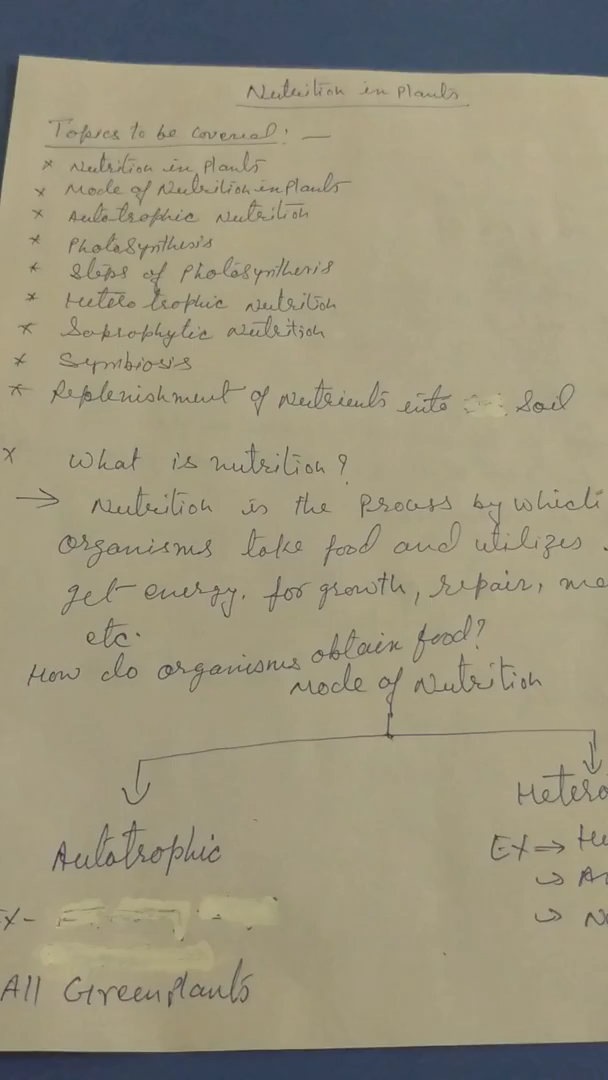 Nutrition in Plants
Topics to be covered: —
* Nutrition in plants
* Mode of Nutrition in plants
* Autotrophic Nutrition
* Photosynthesis
* Steps of Photosynthesis
* Heterotrophic Nutrition
* Saprophytic Nutrition
* Symbiosis
* Replenishment of Nutrients into Soil
x What is nutrition?
→ Nutrition is the process by which
organisms take food and utilizes
get energy. for growth, repair,
etc.
How do organisms obtain food?
Mode of Nutrition
Autotrophic
Hetero
EX ⇒
All Green plants